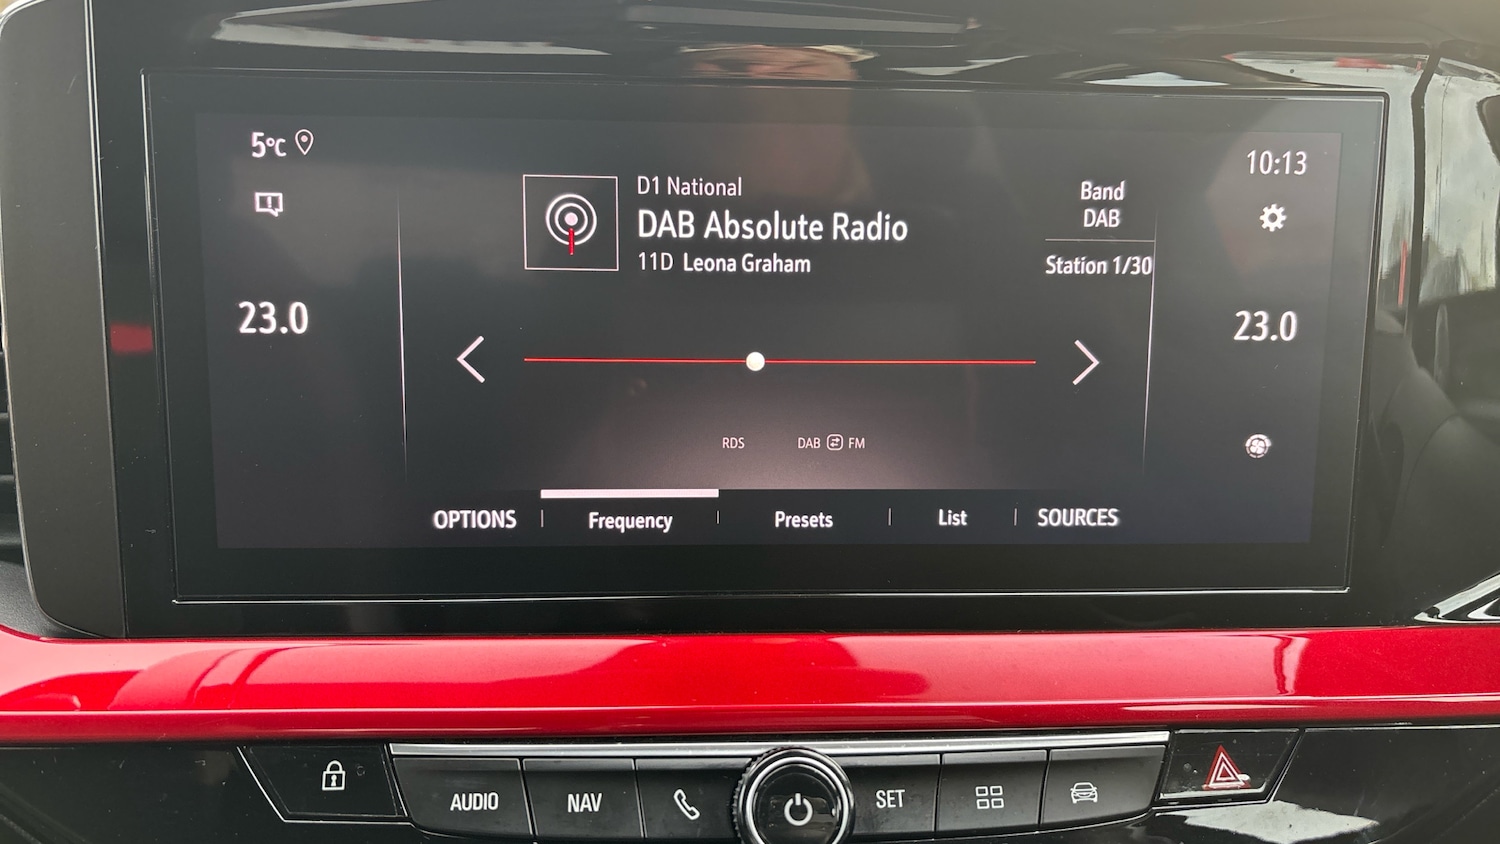 5°C
10:13
D1 National
DAB Absolute Radio
11D Leona Graham
Band
DAB
Station 1/30
23.0
23.0
RDS
DAB FM
OPTIONS
Frequency
Presets
List
SOURCES
AUDIO
NAV
SET